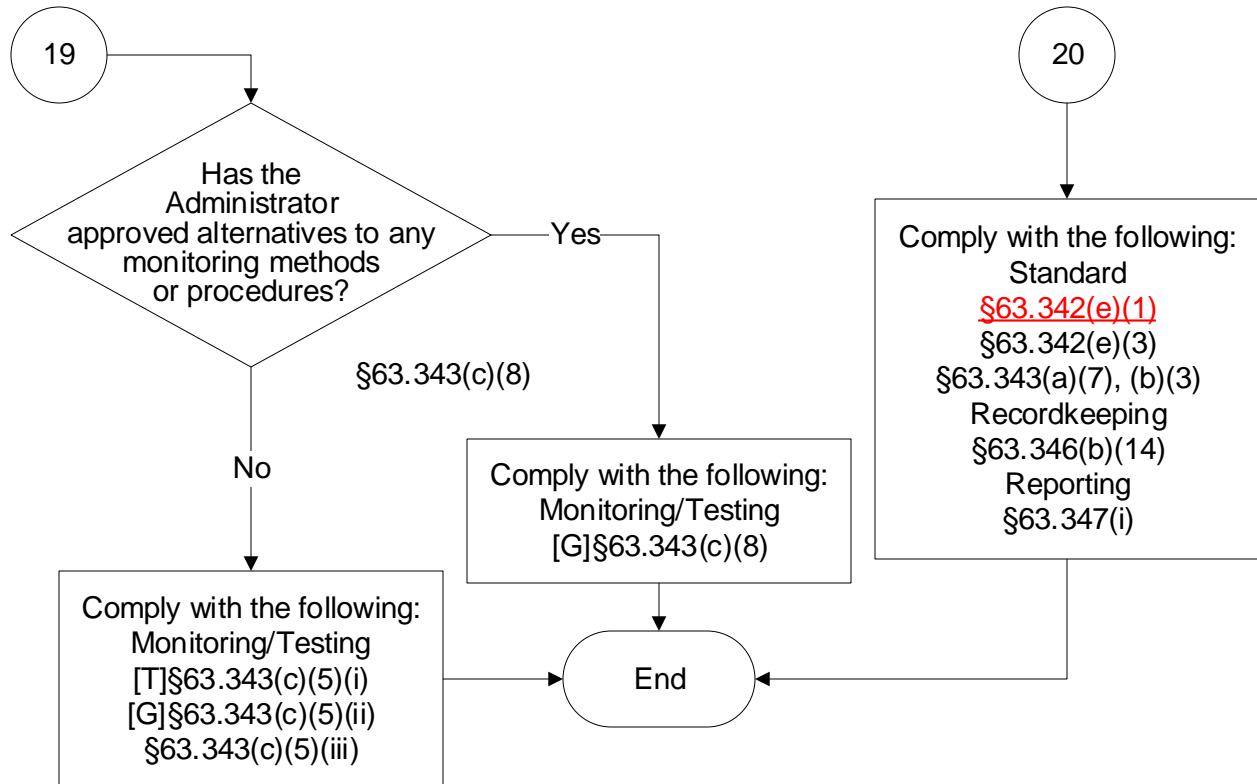 19
Has the
Administrator
approved alternatives to any
monitoring methods
or procedures?
Yes
§63.343(c)(8)
No
Comply with the following:
Monitoring/Testing
[G]§63.343(c)(8)
Comply with the following:
Monitoring/Testing
[T]§63.343(c)(5)(i)
[G]§63.343(c)(5)(ii)
§63.343(c)(5)(iii)
End
20
Comply with the following:
Standard
§63.342(e)(1)
§63.342(e)(3)
§63.343(a)(7), (b)(3)
Recordkeeping
§63.346(b)(14)
Reporting
§63.347(i)